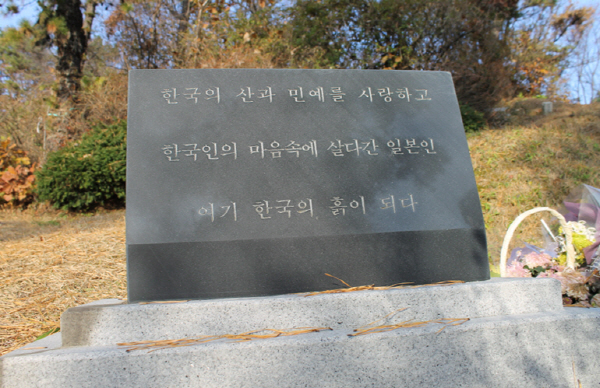 한국의 산과 민예를 사랑하고
한국인의 마음속에 살다간 일본인
여기 한국의 흙이 되다